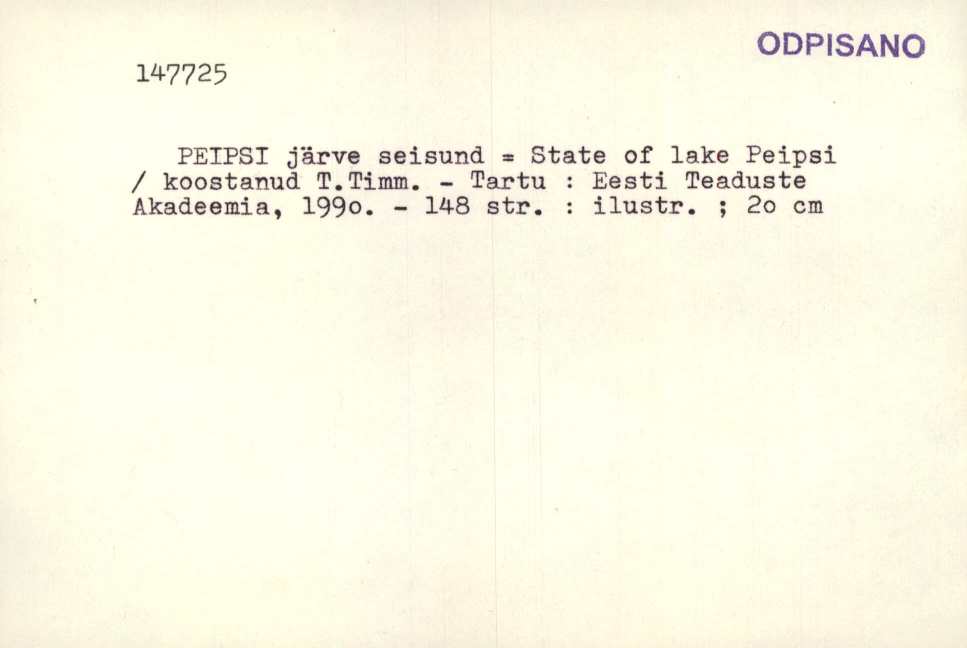 ODPISANO
147725
PEIPSI järve seisund = State of lake Peipsi
/ koostanud T.Timm. - Tartu : Eesti Teaduste
Akadeemia, 199o. - 148 str. : ilustr. ; 2o cm